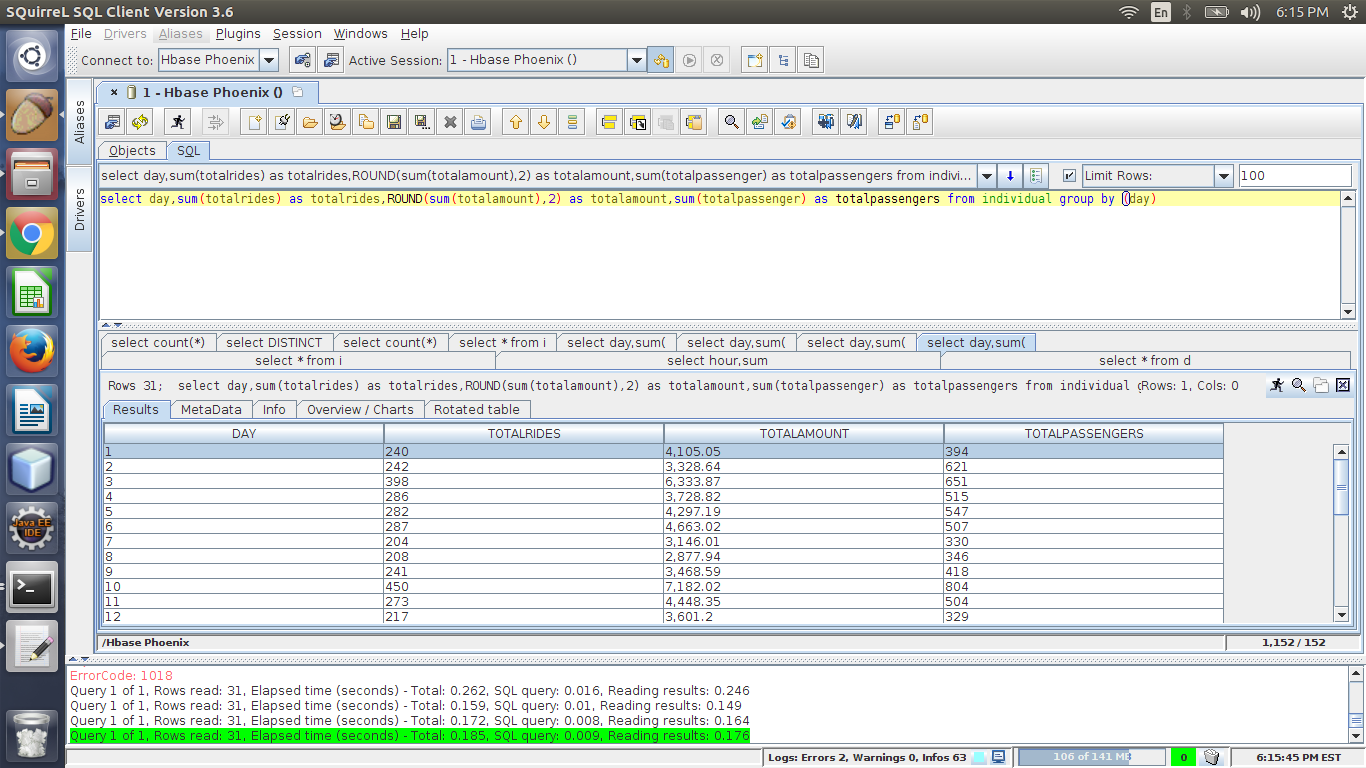 SQuirreL SQL Client Version 3.6 En 6:15 PM
File Drivers Aliases Plugins Session Windows Help
Connect to: Hbase Phoenix Active Session: 1 - Hbase Phoenix ()
Aliases
Drivers
1 - Hbase Phoenix ()
Objects SQL
select day,sum(totalrides) as totalrides,ROUND(sum(totalamount),2) as totalamount,sum(totalpassenger) as totalpassengers from indivi... Limit Rows: 100
select day,sum(totalrides) as totalrides,ROUND(sum(totalamount),2) as totalamount,sum(totalpassenger) as totalpassengers from individual group by (day)
select count(*) select DISTINCT select count(*) select * from i select day,sum( select day,sum( select day,sum( select day,sum(
select * from i select hour,sum select * from d
Rows 31; select day,sum(totalrides) as totalrides,ROUND(sum(totalamount),2) as totalamount,sum(totalpassenger) as totalpassengers from individual Rows: 1, Cols: 0
Results MetaData Info Overview / Charts Rotated table
DAY TOTALRIDES TOTALAMOUNT TOTALPASSENGERS
1 240 4,105.05 394
2 242 3,328.64 621
3 398 6,333.87 651
4 286 3,728.82 515
5 282 4,297.19 547
6 287 4,663.02 507
7 204 3,146.01 330
8 208 2,877.94 346
9 241 3,468.59 418
10 450 7,182.02 804
11 273 4,448.35 504
12 217 3,601.2 329
/Hbase Phoenix 1,152 / 152
ErrorCode: 1018
Query 1 of 1, Rows read: 31, Elapsed time (seconds) - Total: 0.262, SQL query: 0.016, Reading results: 0.246
Query 1 of 1, Rows read: 31, Elapsed time (seconds) - Total: 0.159, SQL query: 0.01, Reading results: 0.149
Query 1 of 1, Rows read: 31, Elapsed time (seconds) - Total: 0.172, SQL query: 0.008, Reading results: 0.164
Query 1 of 1, Rows read: 31, Elapsed time (seconds) - Total: 0.185, SQL query: 0.009, Reading results: 0.176
Logs: Errors 2, Warnings 0, Infos 63 106 of 141 MB 0 6:15:45 PM EST
Java EE
IDE